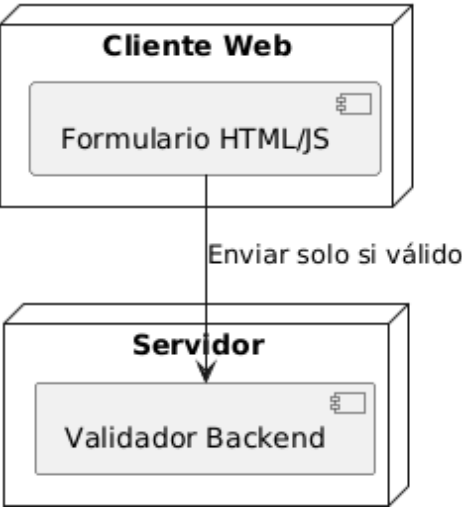 Cliente Web
Formulario HTML/JS
Enviar solo si válido
Servidor
Validador Backend